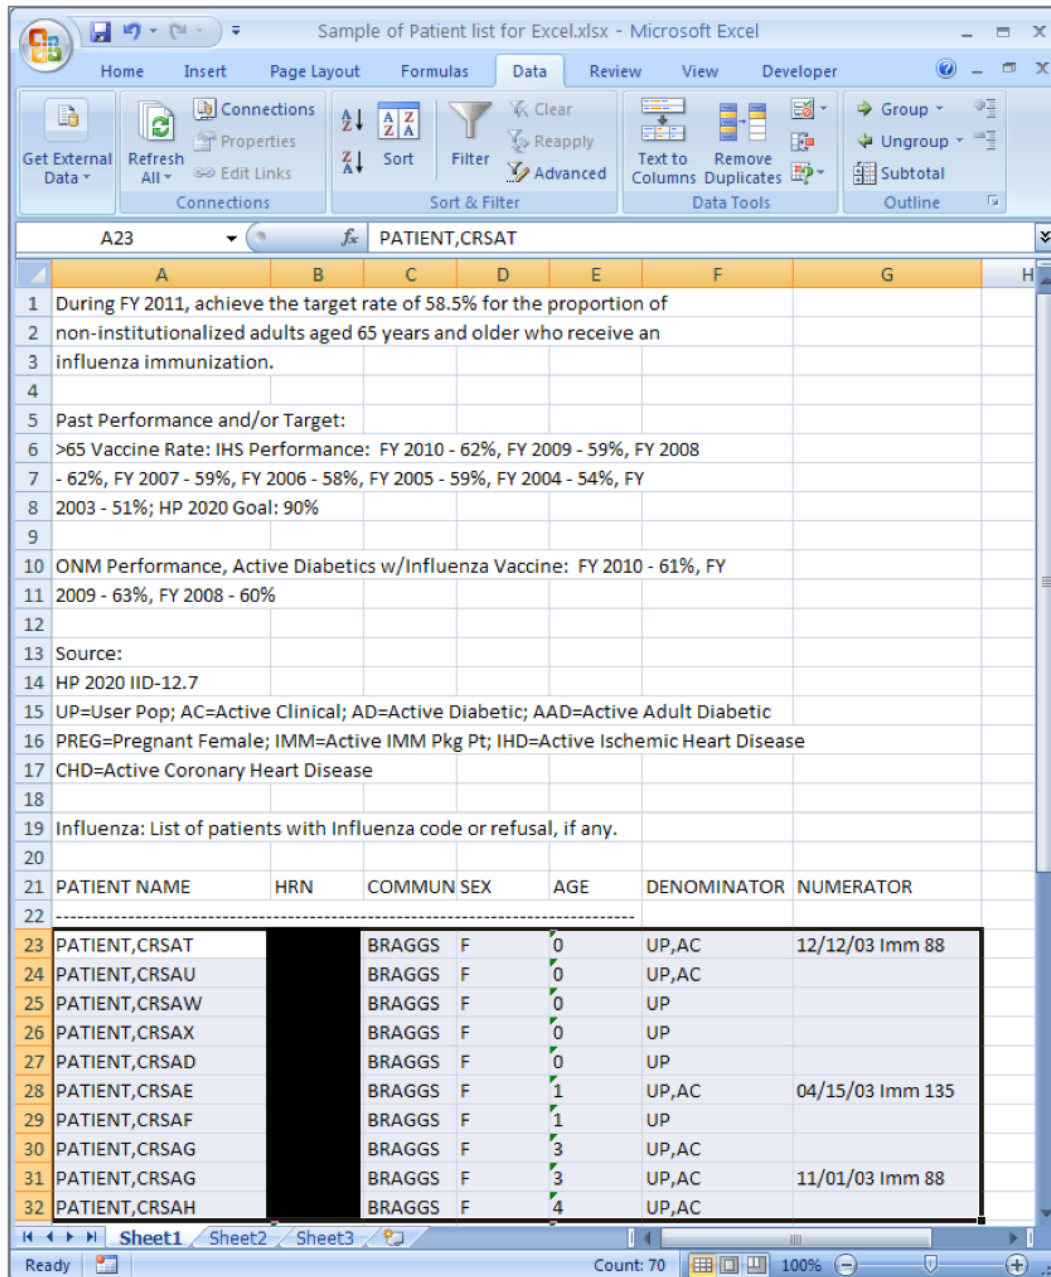 Sample of Patient list for Excel.xlsx - Microsoft Excel
Home Insert Page Layout Formulas Data Review View Developer
Get External Data
Refresh All
Connections
Properties
Edit Links
Connections
Sort
Filter
Clear
Reapply
Advanced
Sort & Filter
Text to Columns
Remove Duplicates
Data Tools
Group
Ungroup
Subtotal
Outline
A23 fx PATIENT,CRSAT
A B C D E F G H
1 During FY 2011, achieve the target rate of 58.5% for the proportion of
2 non-institutionalized adults aged 65 years and older who receive an
3 influenza immunization.
4
5 Past Performance and/or Target:
6 >65 Vaccine Rate: IHS Performance: FY 2010 - 62%, FY 2009 - 59%, FY 2008
7 - 62%, FY 2007 - 59%, FY 2006 - 58%, FY 2005 - 59%, FY 2004 - 54%, FY
8 2003 - 51%; HP 2020 Goal: 90%
9
10 ONM Performance, Active Diabetics w/Influenza Vaccine: FY 2010 - 61%, FY
11 2009 - 63%, FY 2008 - 60%
12
13 Source:
14 HP 2020 IID-12.7
15 UP=User Pop; AC=Active Clinical; AD=Active Diabetic; AAD=Active Adult Diabetic
16 PREG=Pregnant Female; IMM=Active IMM Pkg Pt; IHD=Active Ischemic Heart Disease
17 CHD=Active Coronary Heart Disease
18
19 Influenza: List of patients with Influenza code or refusal, if any.
20
21 PATIENT NAME HRN COMMUN SEX AGE DENOMINATOR NUMERATOR
22 --------------------------------------------------------------------------------
23 PATIENT,CRSAT BRAGGS F 0 UP,AC 12/12/03 Imm 88
24 PATIENT,CRSAU BRAGGS F 0 UP,AC
25 PATIENT,CRSAW BRAGGS F 0 UP
26 PATIENT,CRSAX BRAGGS F 0 UP
27 PATIENT,CRSAD BRAGGS F 0 UP
28 PATIENT,CRSAE BRAGGS F 1 UP,AC 04/15/03 Imm 135
29 PATIENT,CRSAF BRAGGS F 1 UP
30 PATIENT,CRSAG BRAGGS F 3 UP,AC
31 PATIENT,CRSAG BRAGGS F 3 UP,AC 11/01/03 Imm 88
32 PATIENT,CRSAH BRAGGS F 4 UP,AC
Sheet1 Sheet2 Sheet3
Ready Count: 70 100%